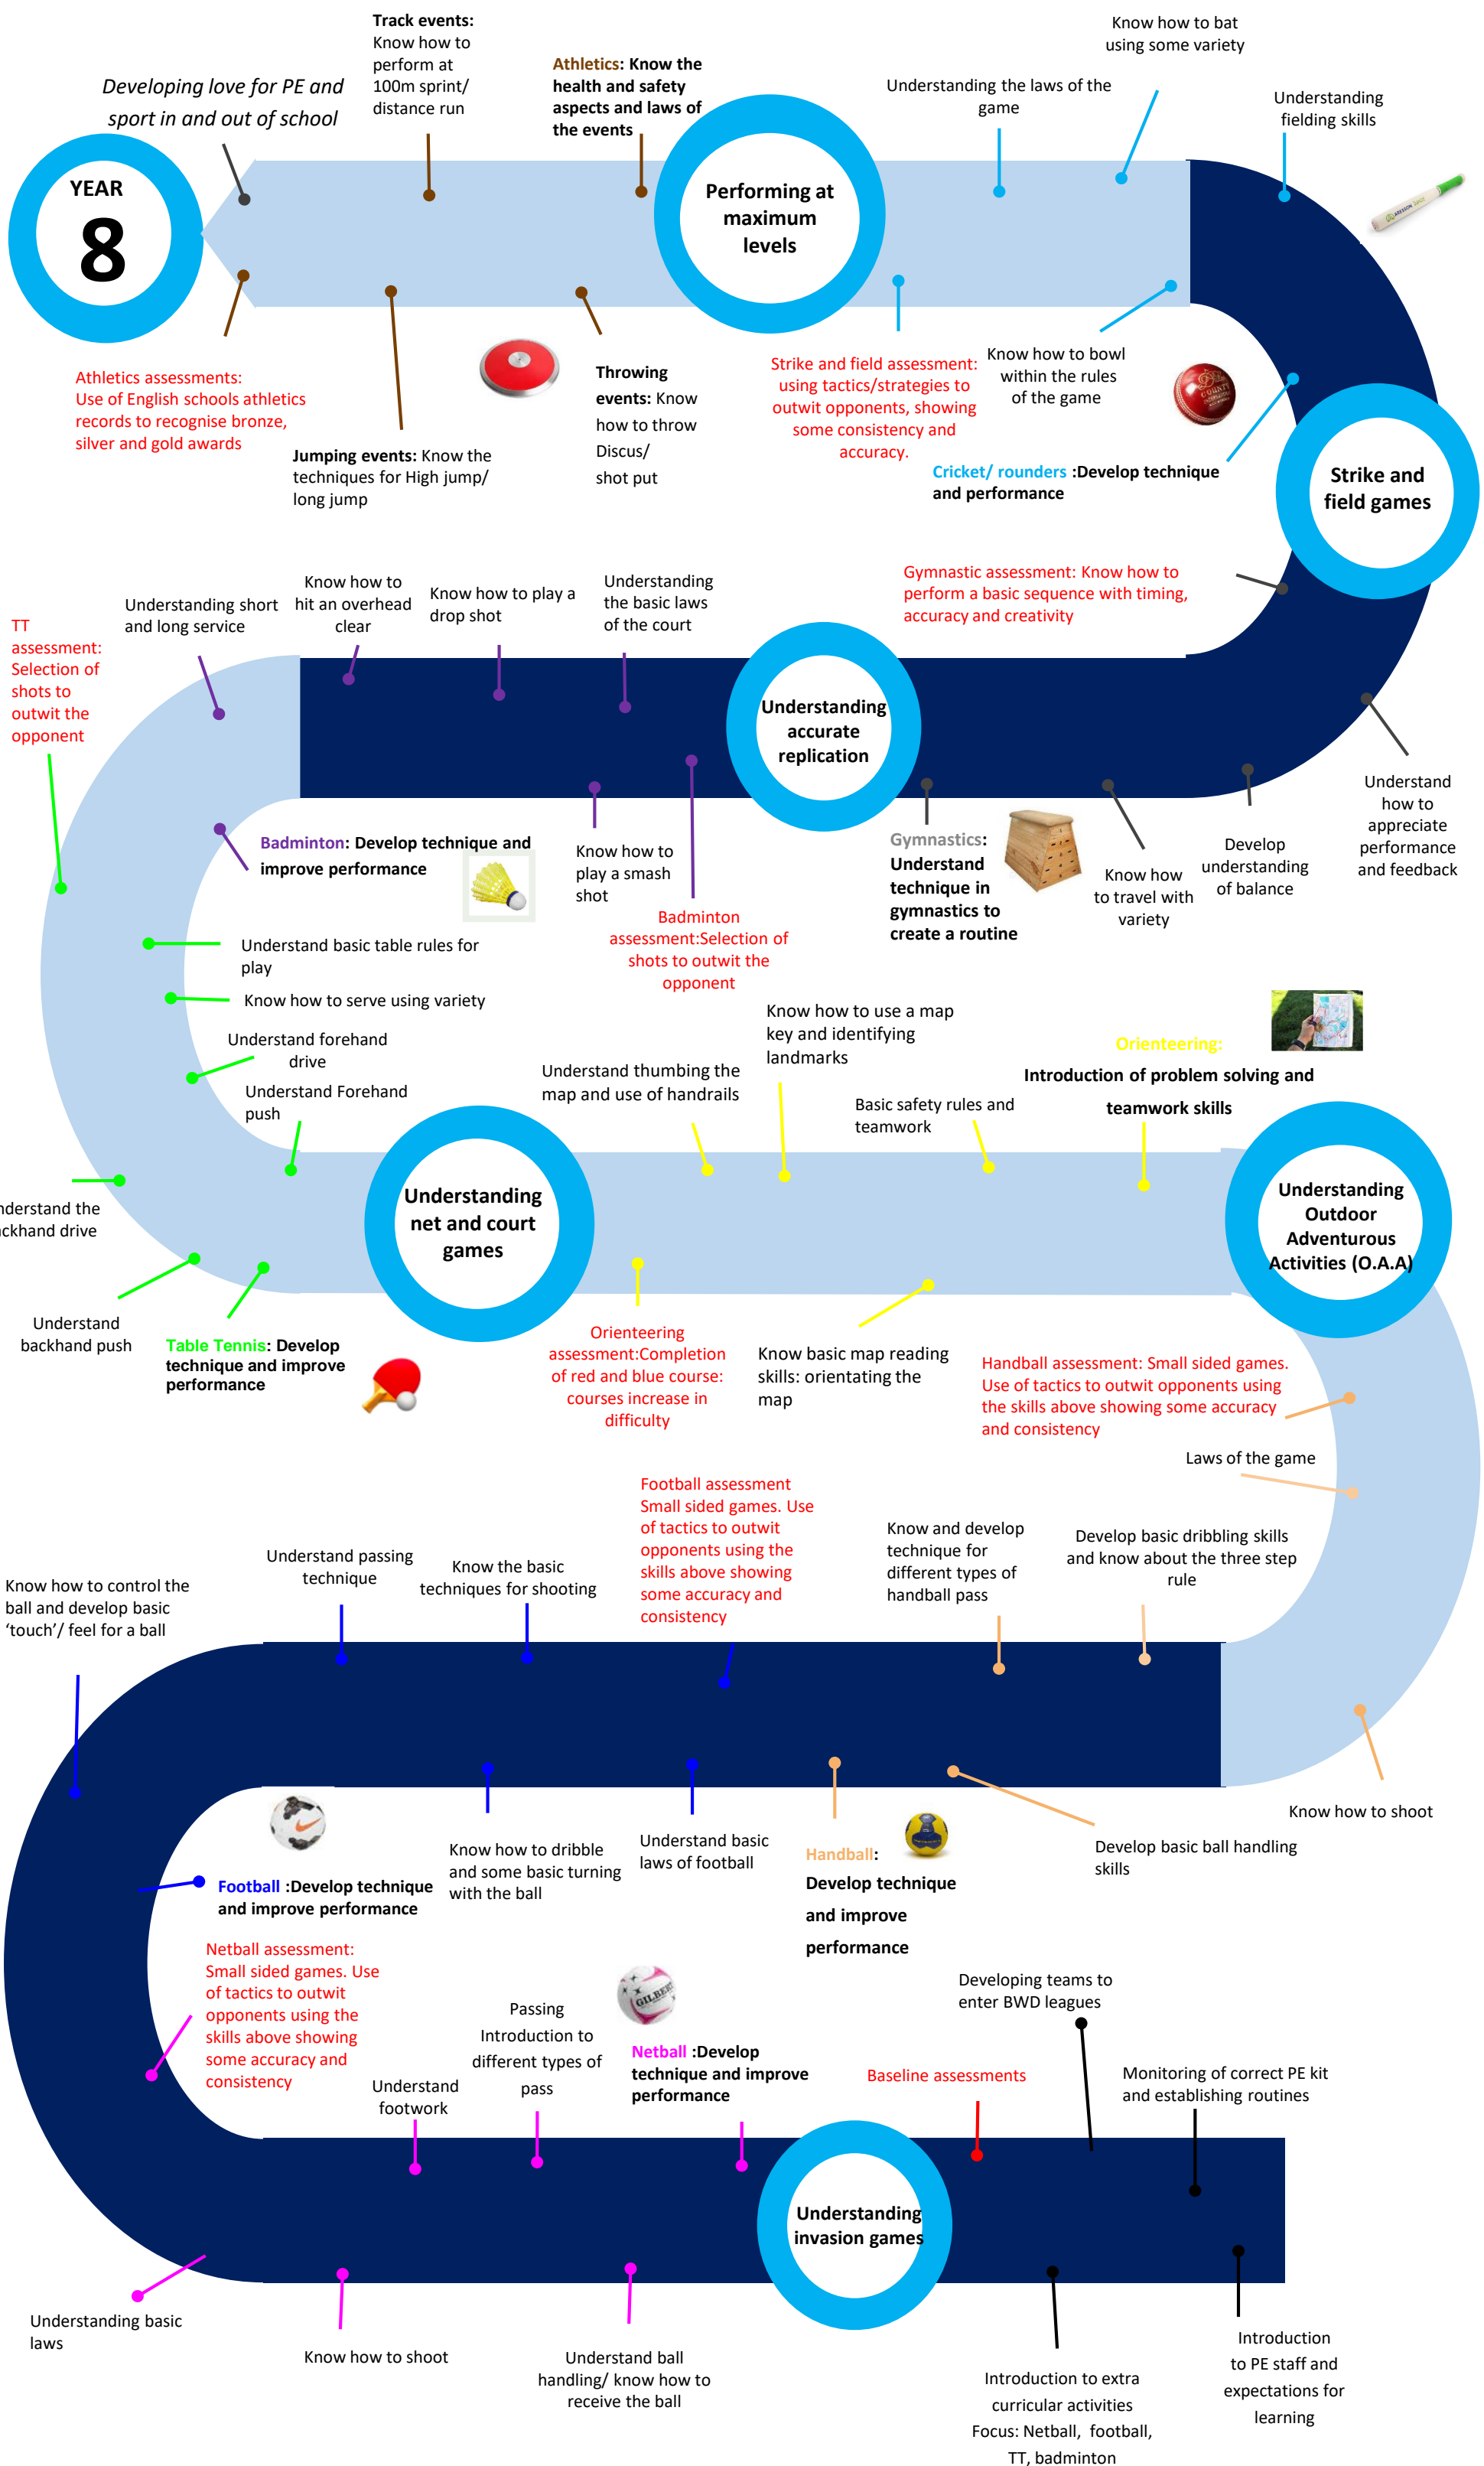 Track events:
Know how to
perform at
100m sprint/
distance run
Know how to bat
using some variety
Athletics: Know the
health and safety
aspects and laws of
the events
Developing love for PE and
sport in and out of school
Understanding the laws of the
game
Understanding
fielding skills
YEAR
8
Performing at
maximum
levels
Athletics assessments:
Use of English schools athletics
records to recognise bronze,
silver and gold awards
Jumping events: Know the
techniques for High jump/
long jump
Throwing
events: Know
how to throw
Discus/
shot put
Strike and field assessment:
using tactics/strategies to
outwit opponents, showing
some consistency and
accuracy.
Know how to bowl
within the rules
of the game
Cricket/ rounders :Develop technique
and performance
Strike and
field games
Gymnastic assessment: Know how to
perform a basic sequence with timing,
accuracy and creativity
TT
assessment:
Selection of
shots to
outwit the
opponent
Understanding short
and long service
Know how to
hit an overhead
clear
Know how to play a
drop shot
Understanding
the basic laws
of the court
Understanding
accurate
replication
Badminton: Develop technique and
improve performance
Know how to
play a smash
shot
Badminton
assessment:Selection of
shots to outwit the
opponent
Gymnastics:
Understand
technique in
gymnastics to
create a routine
Know how
to travel with
variety
Develop
understanding
of balance
Understand
how to
appreciate
performance
and feedback
Understand basic table rules for
play
Know how to serve using variety
Understand forehand
drive
Understand Forehand
push
Understand thumbing the
map and use of handrails
Know how to use a map
key and identifying
landmarks
Basic safety rules and
teamwork
Orienteering:
Introduction of problem solving and
teamwork skills
Understanding
net and court
games
Understanding
Outdoor
Adventurous
Activities (O.A.A)
nderstand the
ckhand drive
Understand
backhand push
Table Tennis: Develop
technique and improve
performance
Orienteering
assessment:Completion
of red and blue course:
courses increase in
difficulty
Know basic map reading
skills: orientating the
map
Handball assessment: Small sided games.
Use of tactics to outwit opponents using
the skills above showing some accuracy
and consistency
Laws of the game
Football assessment
Small sided games. Use
of tactics to outwit
opponents using the
skills above showing
some accuracy and
consistency
Know how to control the
ball and develop basic
‘touch’/ feel for a ball
Understand passing
technique
Know the basic
techniques for shooting
Know and develop
technique for
different types of
handball pass
Develop basic dribbling skills
and know about the three step
rule
Know how to shoot
Football :Develop technique
and improve performance
Know how to dribble
and some basic turning
with the ball
Understand basic
laws of football
Handball:
Develop technique
and improve
performance
Develop basic ball handling
skills
Netball assessment:
Small sided games. Use
of tactics to outwit
opponents using the
skills above showing
some accuracy and
consistency
Understand
footwork
Passing
Introduction to
different types of
pass
GILBERT
Netball :Develop
technique and improve
performance
Baseline assessments
Developing teams to
enter BWD leagues
Monitoring of correct PE kit
and establishing routines
Understanding
invasion games
Understanding basic
laws
Know how to shoot
Understand ball
handling/ know how to
receive the ball
Introduction to extra
curricular activities
Focus: Netball, football,
TT, badminton
Introduction
to PE staff and
expectations for
learning